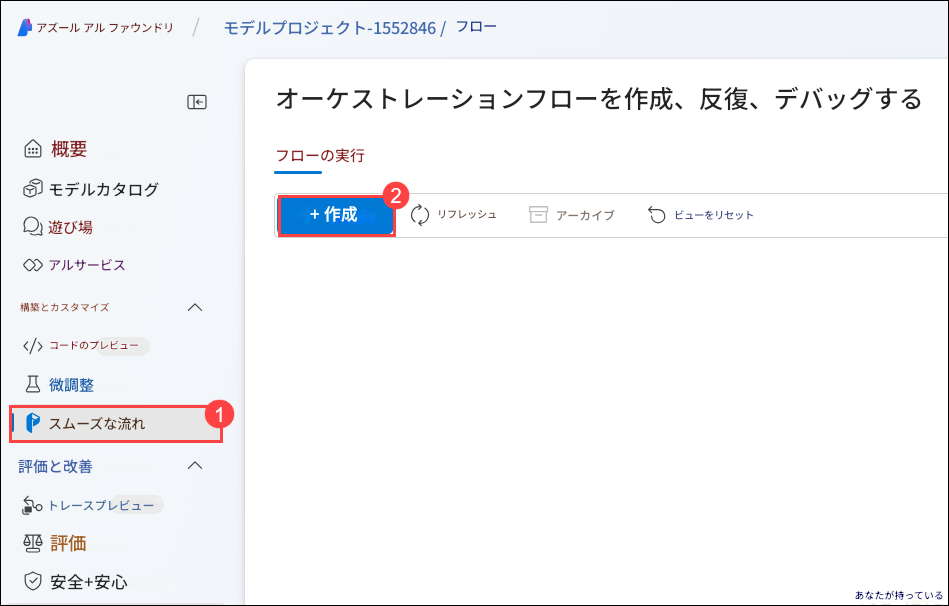 アズール アル ファウンドリ / モデルプロジェクト-1552846 / フロー
オーケストレーションフローを作成、反復、デバッグする
フローの実行
+ 作成
2
リフレッシュ
アーカイブ
ビューをリセット
概要
モデルカタログ
遊び場
アルサービス
構築とカスタマイズ
コードのプレビュー
微調整
スムーズな流れ
1
評価と改善
トレースプレビュー
評価
安全+安心
あなたが持っている